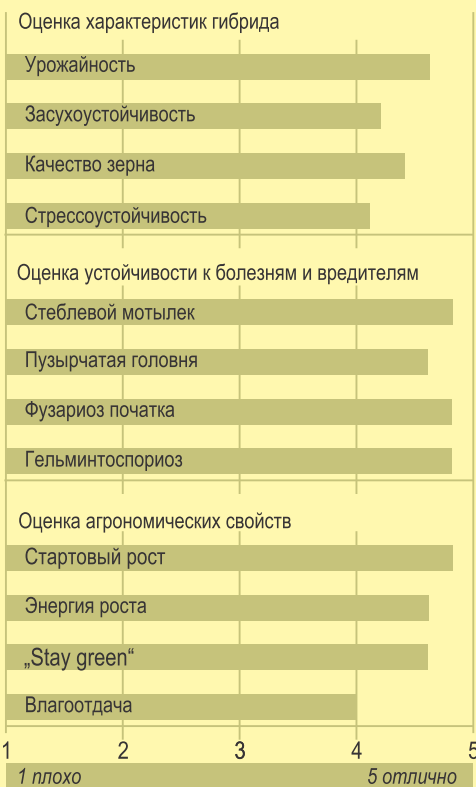 Оценка характеристик гибрида
Урожайность
Засухоустойчивость
Качество зерна
Стрессоустойчивость
Оценка устойчивости к болезням и вредителям
Стеблевой мотылек
Пузырчатая головня
Фузариоз початка
Гельминтоспориоз
Оценка агрономических свойств
Стартовый рост
Энергия роста
„Stay green“
Влагоотдача
1 2 3 4 5
1 плохо 5 отлично